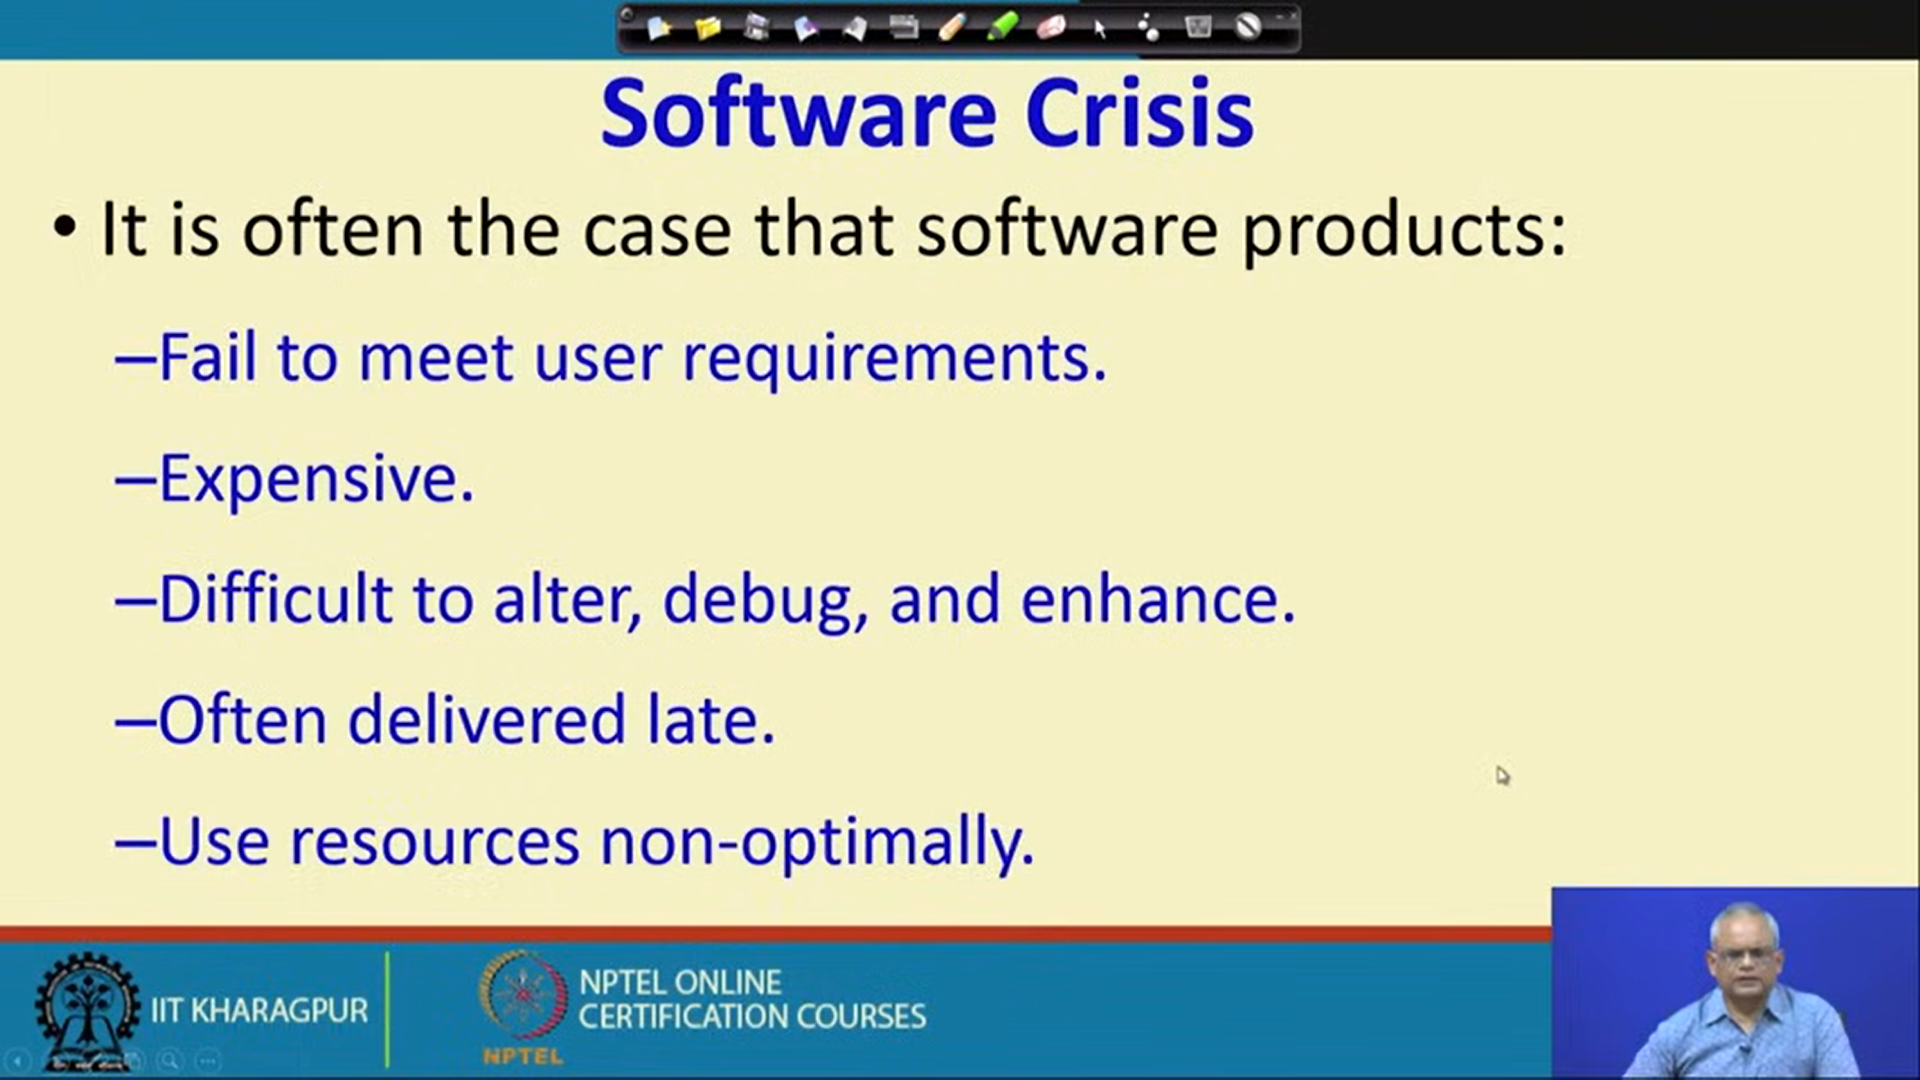 Software Crisis
• It is often the case that software products:
–Fail to meet user requirements.
–Expensive.
–Difficult to alter, debug, and enhance.
–Often delivered late.
–Use resources non-optimally.
IIT KHARAGPUR
NPTEL ONLINE
CERTIFICATION COURSES
NPTEL